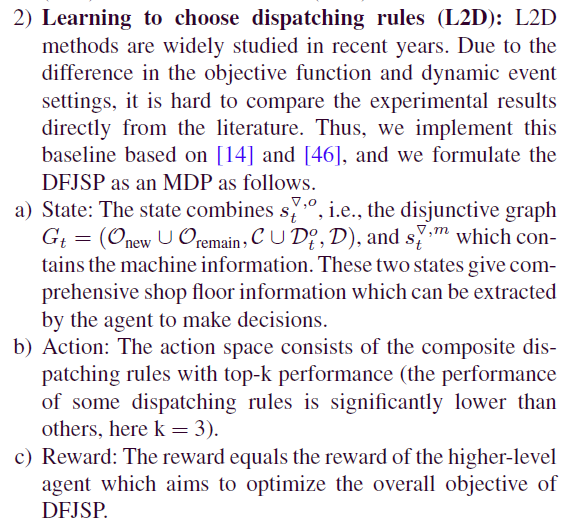 2) Learning to choose dispatching rules (L2D): L2D
methods are widely studied in recent years. Due to the
difference in the objective function and dynamic event
settings, it is hard to compare the experimental results
directly from the literature. Thus, we implement this
baseline based on [14] and [46], and we formulate the
DFJSP as an MDP as follows.
a) State: The state combines $s_t^{\nabla,o}$, i.e., the disjunctive graph
$G_t = (\mathcal{O}_{\text{new}} \cup \mathcal{O}_{\text{remain}}, \mathcal{C} \cup \mathcal{D}_t^o, \mathcal{D})$, and $s_t^{\nabla,m}$ which con-
tains the machine information. These two states give com-
prehensive shop floor information which can be extracted
by the agent to make decisions.
b) Action: The action space consists of the composite dis-
patching rules with top-k performance (the performance
of some dispatching rules is significantly lower than
others, here k = 3).
c) Reward: The reward equals the reward of the higher-level
agent which aims to optimize the overall objective of
DFJSP.